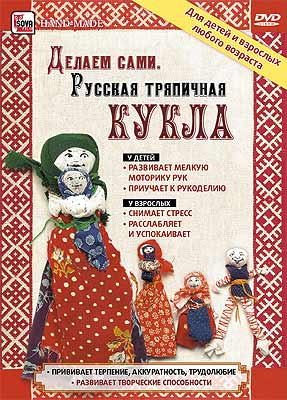 SOVA
HAND-MADE
DVD
Для детей и взрослых
любого возраста
Делаем сами.
Русская тряпичная
КУКЛА
У ДЕТЕЙ
• РАЗВИВАЕТ МЕЛКУЮ
МОТОРИКУ РУК
• ПРИУЧАЕТ К РУКОДЕЛИЮ
У ВЗРОСЛЫХ
• СНИМАЕТ СТРЕСС
• РАССЛАБЛЯЕТ
И УСПОКАИВАЕТ
• ПРИВИВАЕТ ТЕРПЕНИЕ, АККУРАТНОСТЬ, ТРУДОЛЮБИЕ
• РАЗВИВАЕТ ТВОРЧЕСКИЕ СПОСОБНОСТИ